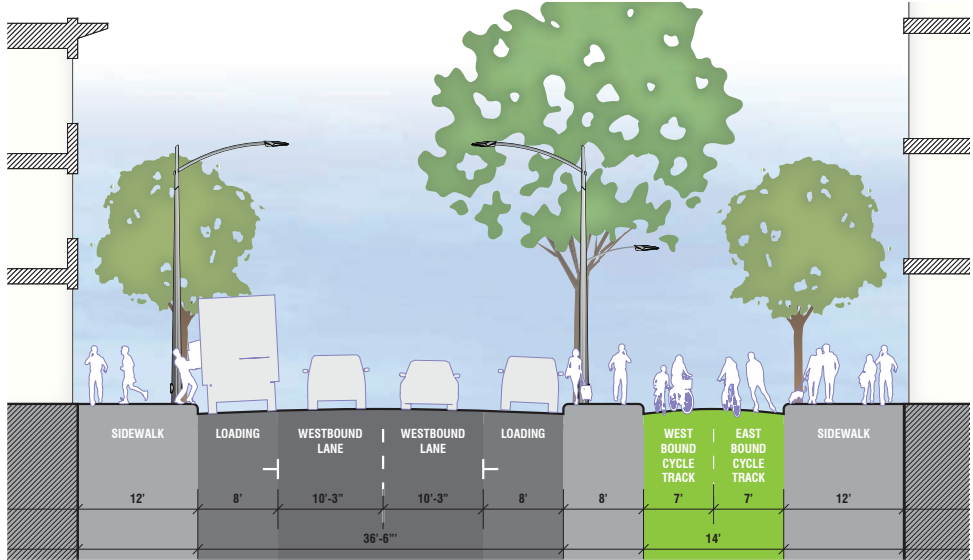 SIDEWALK
LOADING
WESTBOUND
LANE
WESTBOUND
LANE
LOADING
WEST
BOUND
CYCLE
TRACK
EAST
BOUND
CYCLE
TRACK
SIDEWALK
12'
8'
10'-3"
10'-3"
8'
8'
7'
7'
12'
36'-6"'
14'